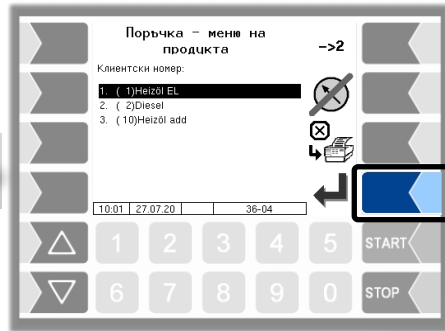 Поръчка - меню на
продукта
->2
Клиентски номер:
1. ( 1)Heizöl EL
2. ( 2)Diesel
3. ( 10)Heizöl add
10:01 27.07.20 36-04
1 2 3 4 5 START
6 7 8 9 0 STOP